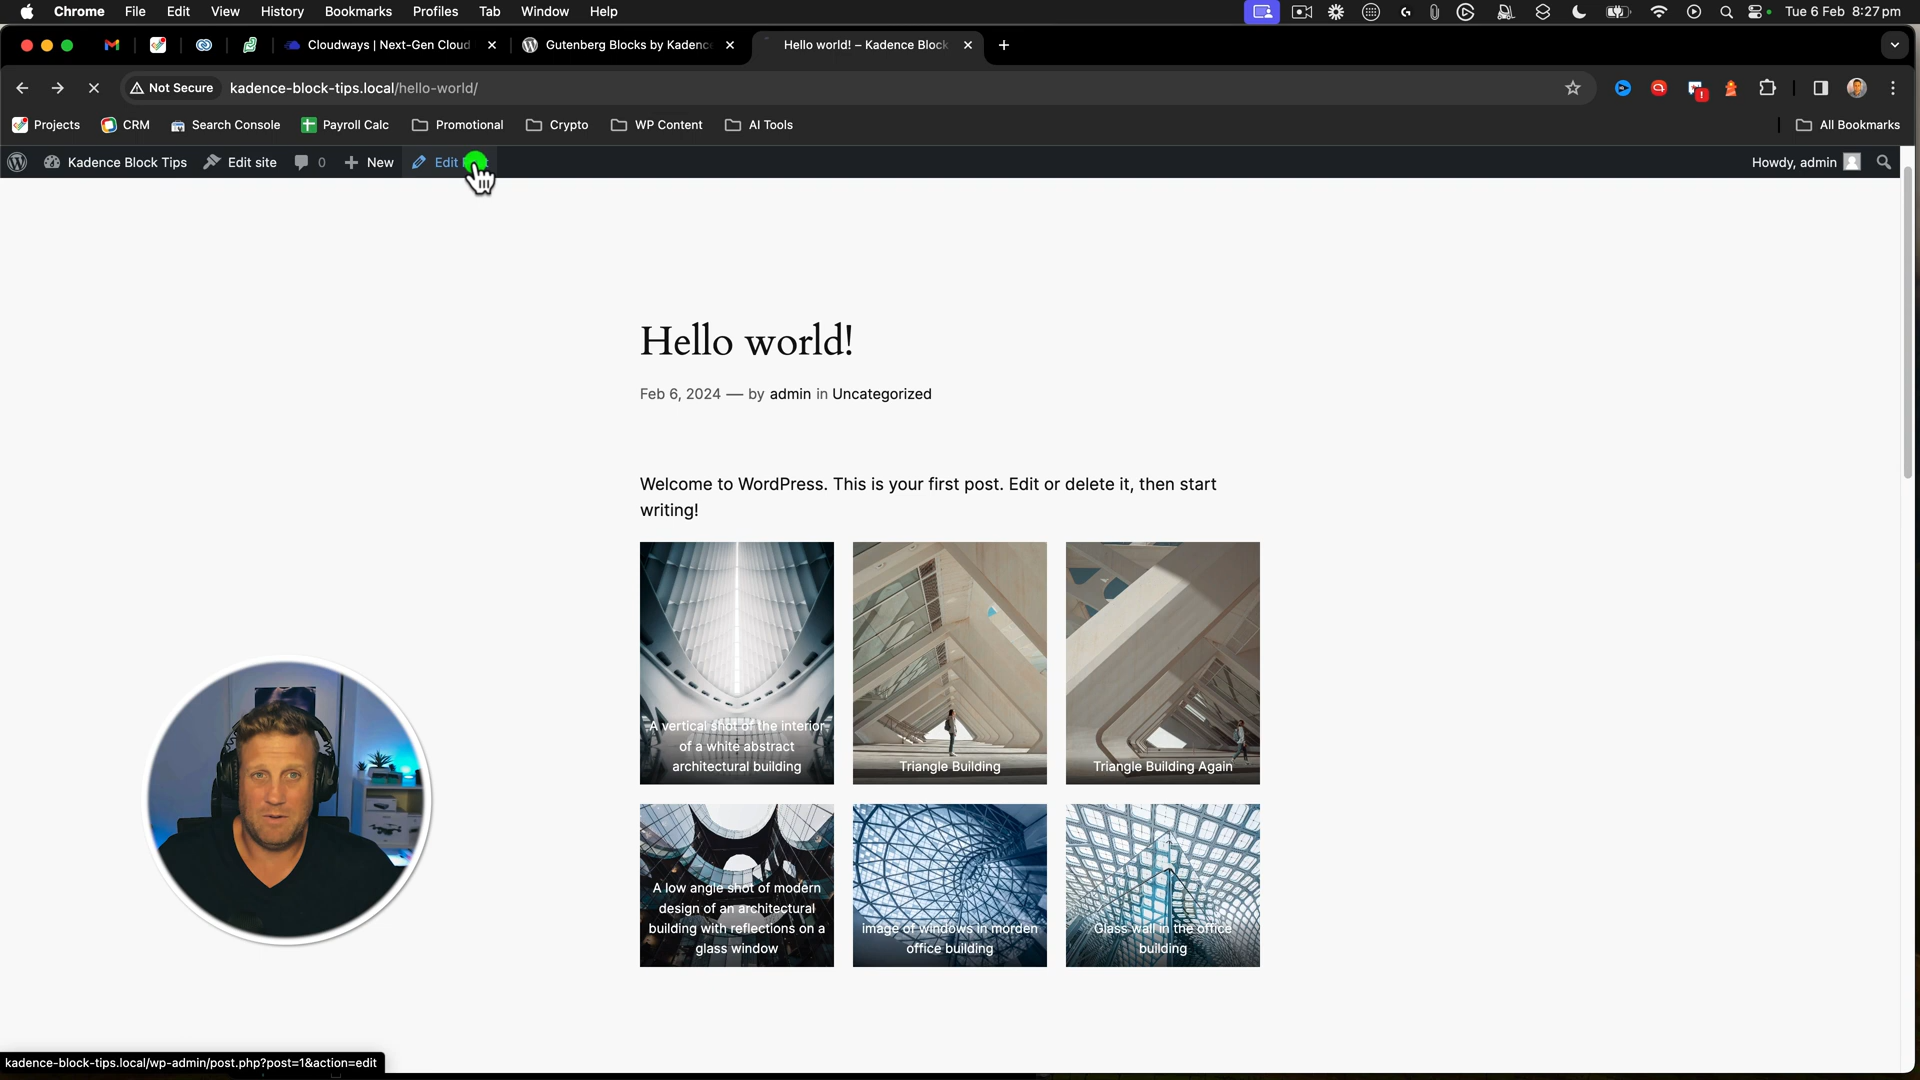 Chrome File Edit View History Bookmarks Profiles Tab Window Help
Tue 6 Feb 8:27 pm
Cloudways | Next-Gen Cloud
Gutenberg Blocks by Kadenc
Hello world! – Kadence Block
Not Secure kadence-block-tips.local/hello-world/
Projects CRM Search Console Payroll Calc Promotional Crypto WP Content AI Tools All Bookmarks
Kadence Block Tips Edit site 0 New Edit
Howdy, admin
Hello world!
Feb 6, 2024 — by admin in Uncategorized
Welcome to WordPress. This is your first post. Edit or delete it, then start
writing!
A vertical shot of the interior
of a white abstract
architectural building
Triangle Building
Triangle Building Again
A low angle shot of modern
design of an architectural
building with reflections on a
glass window
image of windows in morden
office building
Glass wall in the office
building
kadence-block-tips.local/wp-admin/post.php?post=1&action=edit